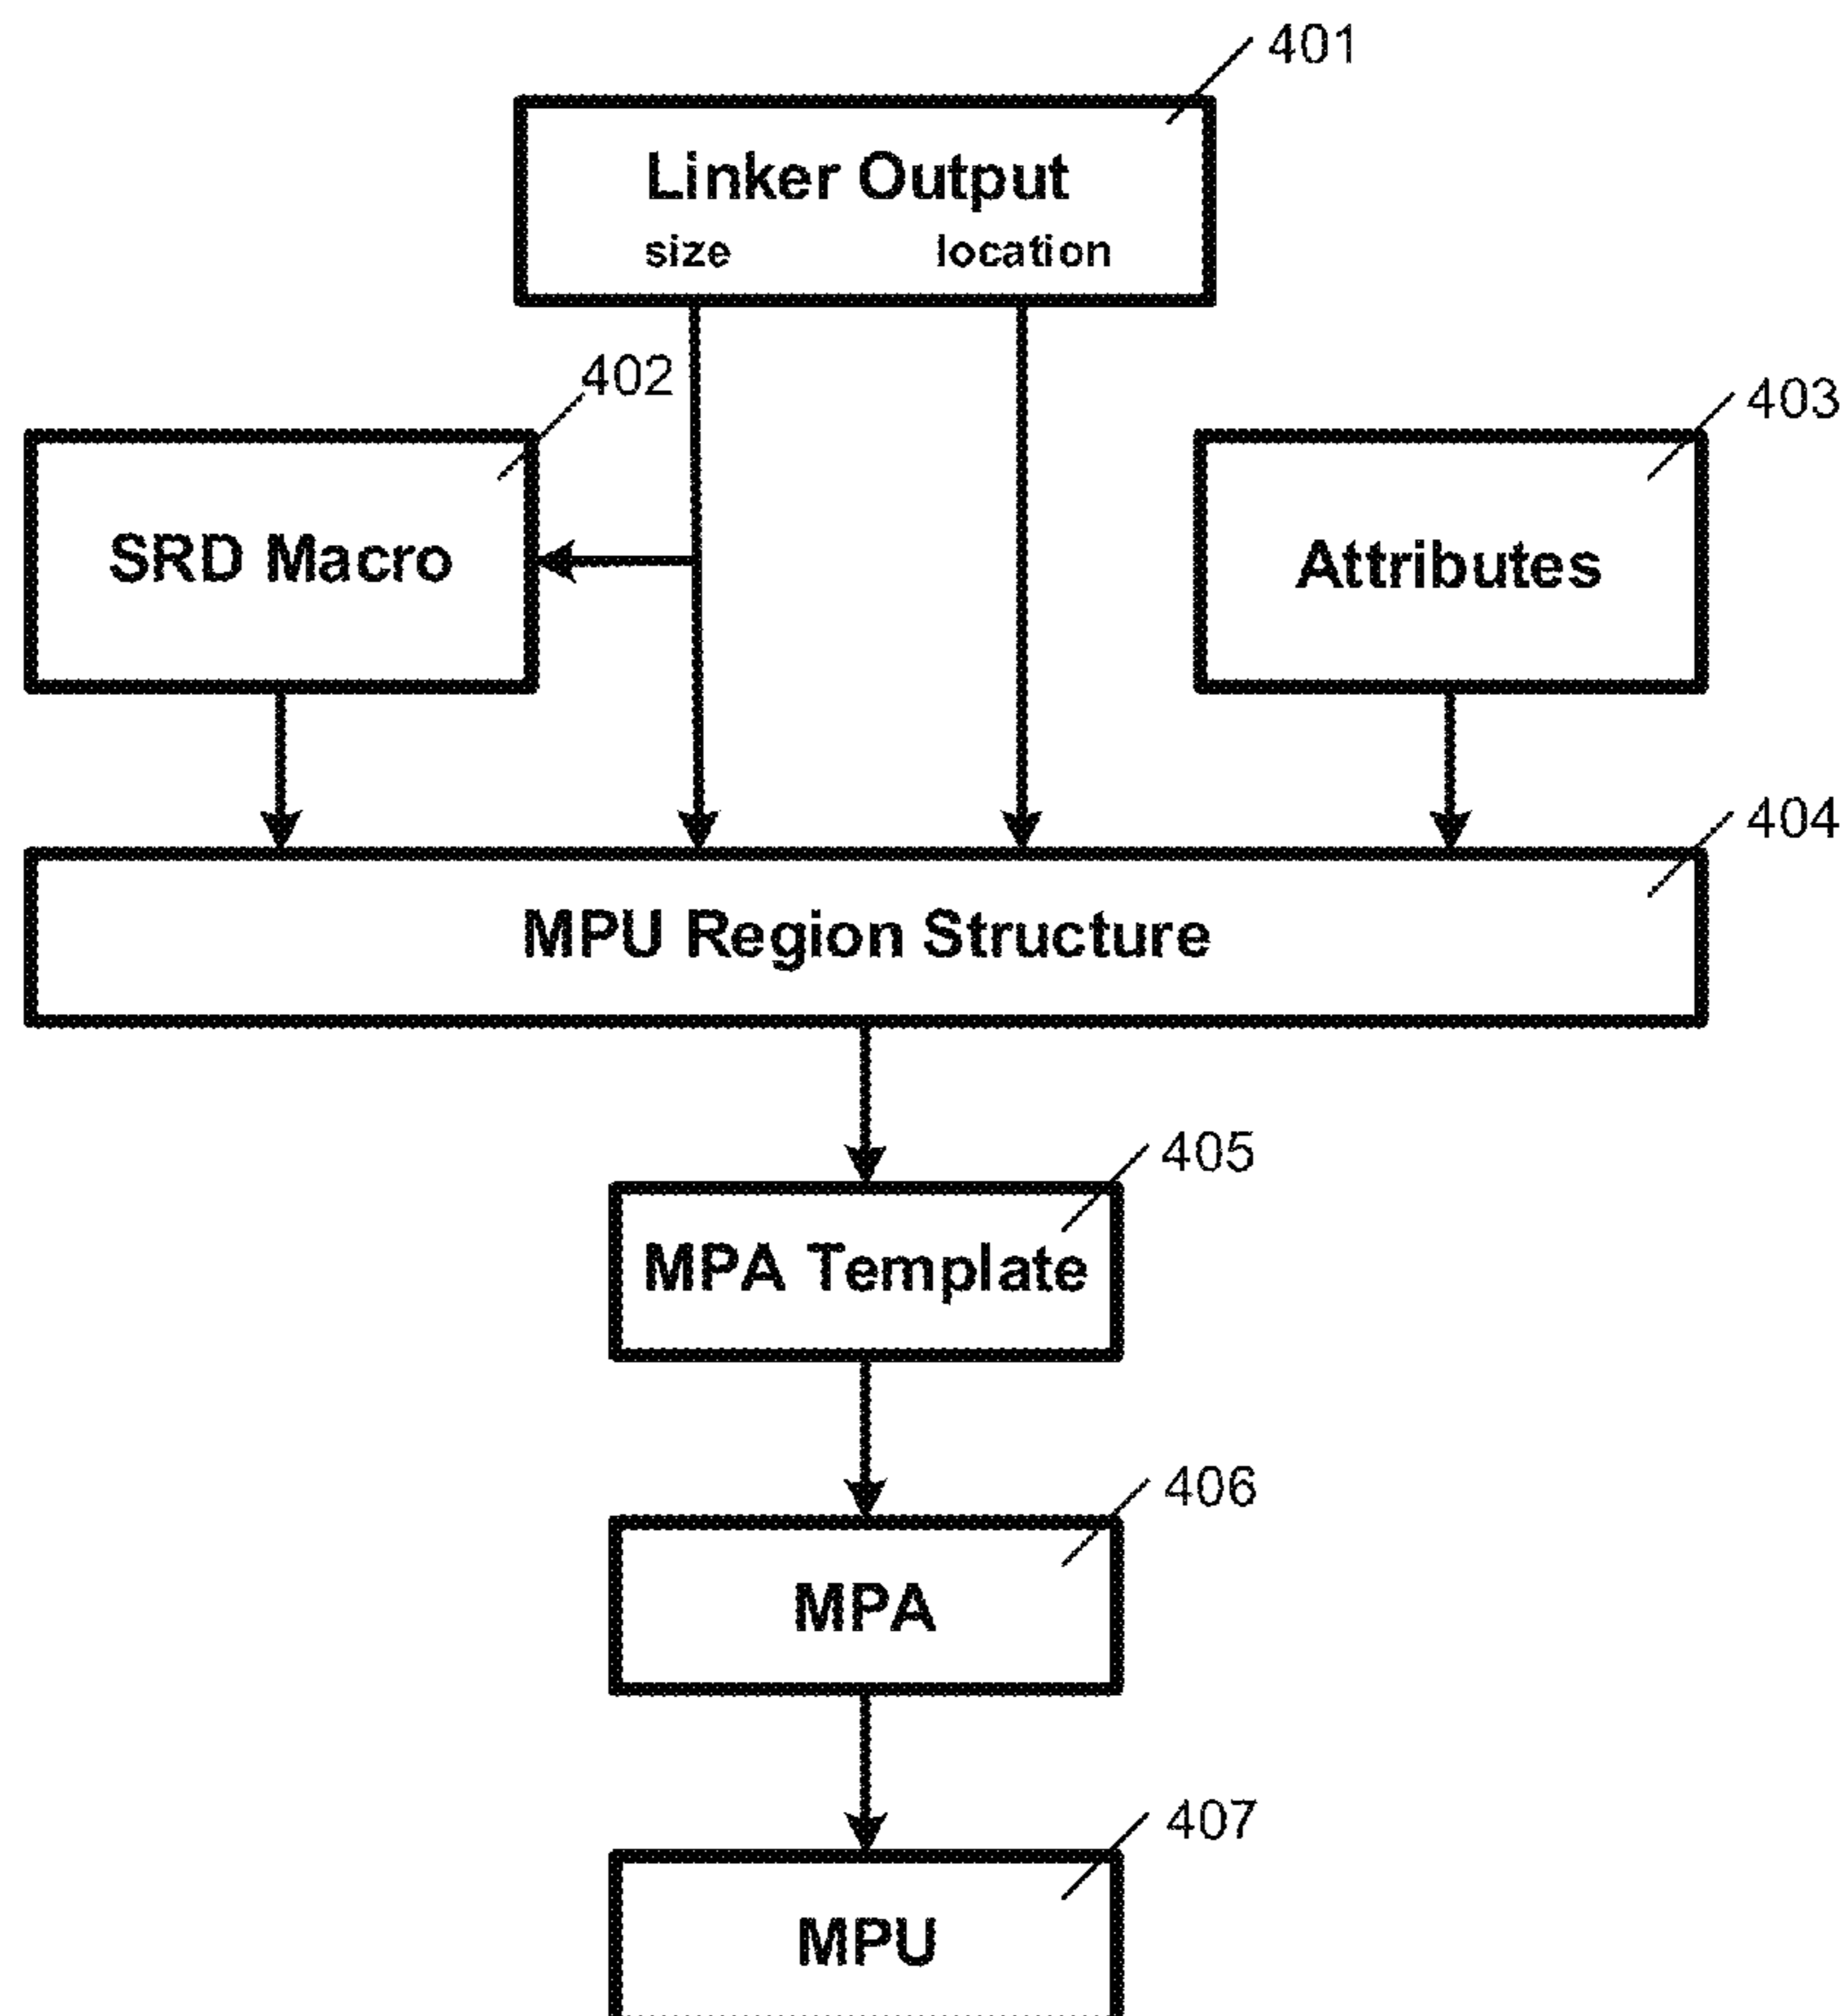 401
Linker Output
size location
402
403
SRD Macro
Attributes
404
MPU Region Structure
405
MPA Template
406
MPA
407
MPU